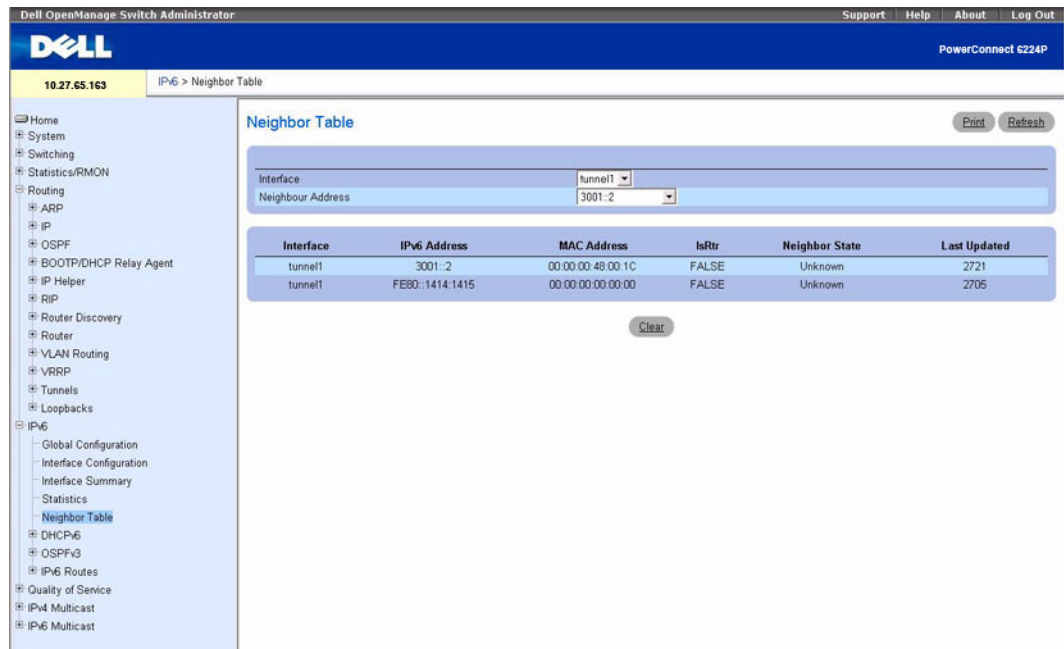 Dell OpenManage Switch Administrator
Support Help About Log Out
DELL
PowerConnect 6224P
10.27.65.163
IPv6 > Neighbor Table
Home
System
Switching
Statistics/RMON
Routing
ARP
IP
OSPF
BOOTP/DHCP Relay Agent
IP Helper
RIP
Router Discovery
Router
VLAN Routing
VRRP
Tunnels
Loopbacks
IPv6
Global Configuration
Interface Configuration
Interface Summary
Statistics
Neighbor Table
DHCPv6
OSPFv3
IPv6 Routes
Quality of Service
IPv4 Multicast
IPv6 Multicast
Neighbor Table
Print Refresh
Interface tunnel1
Neighbour Address 3001::2
Interface IPv6 Address MAC Address IsRtr Neighbor State Last Updated
tunnel1 3001::2 00:00:00:48:00:1C FALSE Unknown 2721
tunnel1 FE80::1414:1415 00:00:00:00:00:00 FALSE Unknown 2705
Clear